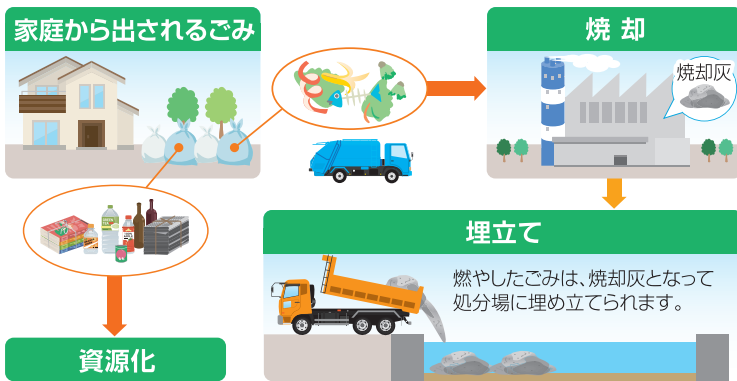 家庭から出されるごみ
焼却
焼却灰
埋立て
燃やしたごみは、焼却灰となって
処分場に埋め立てられます。
資源化